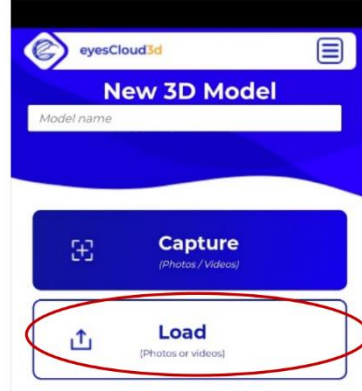 eyesCloud3d
New 3D Model
Model name
Capture
(Photos / Videos)
Load
(Photos or videos)